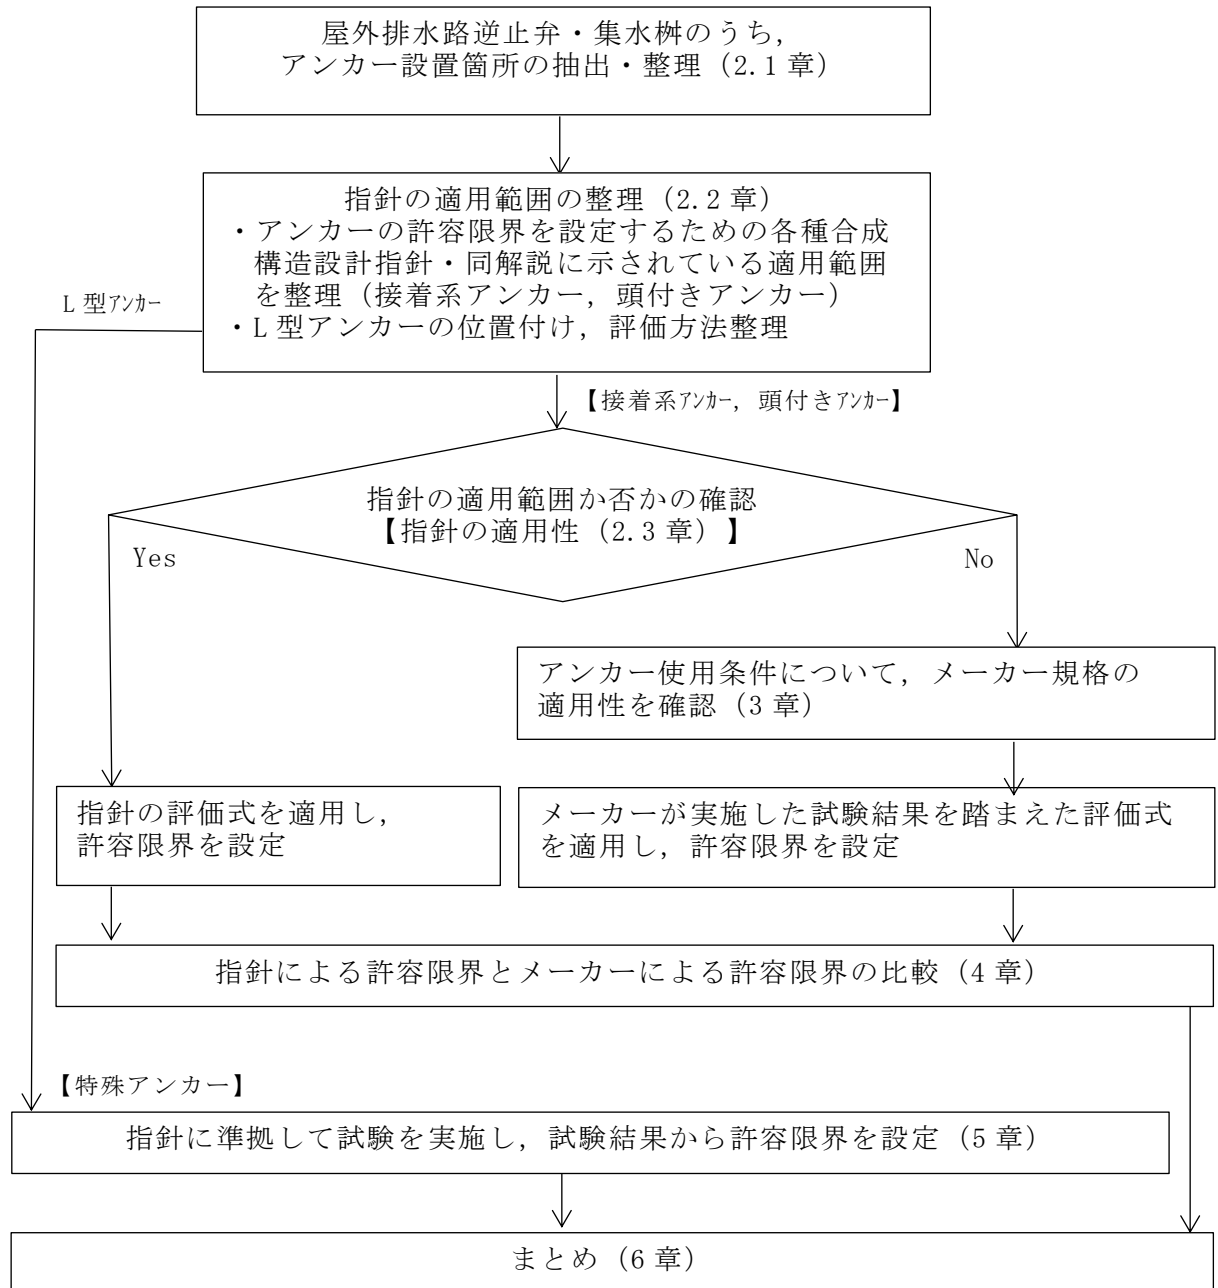 屋外排水路逆止弁・集水桝のうち，
アンカー設置箇所の抽出・整理（2.1 章）
指針の適用範囲の整理（2.2 章）
・アンカーの許容限界を設定するための各種合成
構造設計指針・同解説に示されている適用範囲
を整理（接着系アンカー，頭付きアンカー）
・L 型アンカーの位置付け，評価方法整理
L 型アンカー
【接着系アンカー，頭付きアンカー】
指針の適用範囲か否かの確認
【指針の適用性（2.3 章）】
Yes
No
アンカー使用条件について，メーカー規格の
適用性を確認（3 章）
指針の評価式を適用し，
許容限界を設定
メーカーが実施した試験結果を踏まえた評価式
を適用し，許容限界を設定
指針による許容限界とメーカーによる許容限界の比較（4 章）
【特殊アンカー】
指針に準拠して試験を実施し，試験結果から許容限界を設定（5 章）
まとめ（6 章）